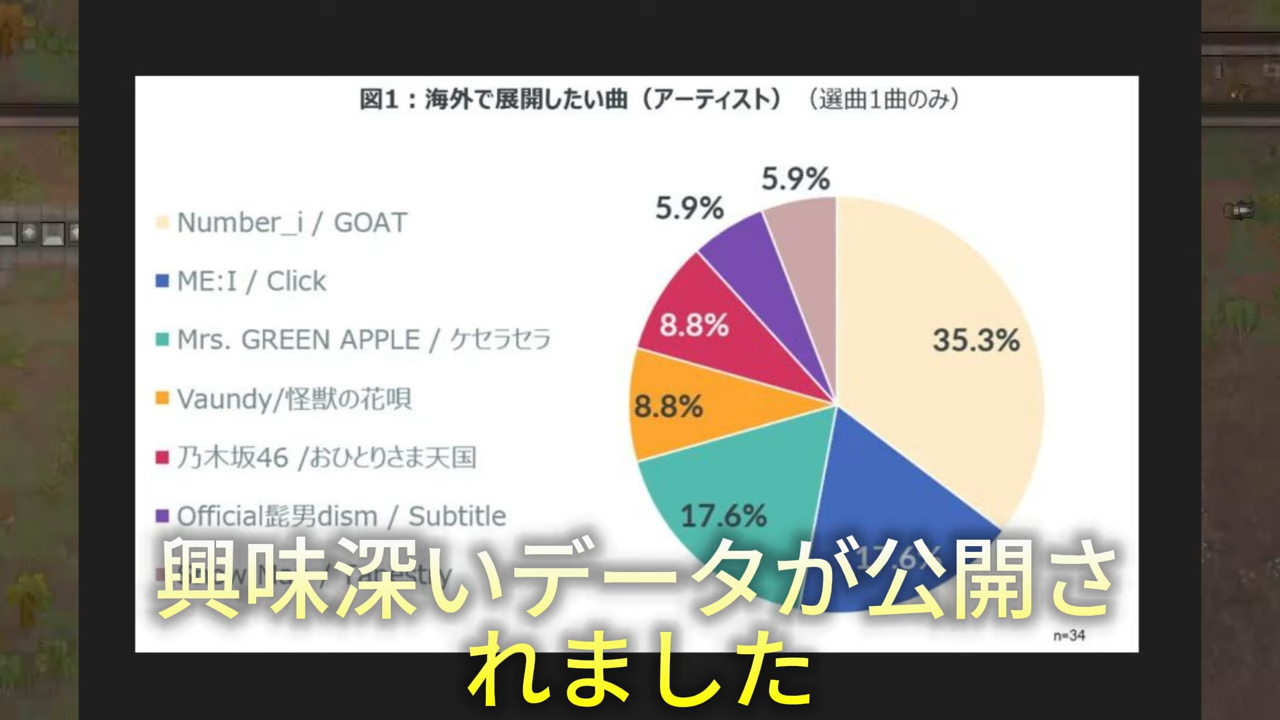 図1：海外で展開したい曲（アーティスト）（選曲1曲のみ）
5.9%
5.9%
Number_i / GOAT
ME:I / Click
35.3%
8.8%
Mrs. GREEN APPLE / ケセラセラ
Vaundy/怪獣の花唄
8.8%
乃木坂46 /おひとりさま天国
Official髭男dism / Subtitle
17.6%
17.6%
興味深いデータが公開さ
れました
n=34